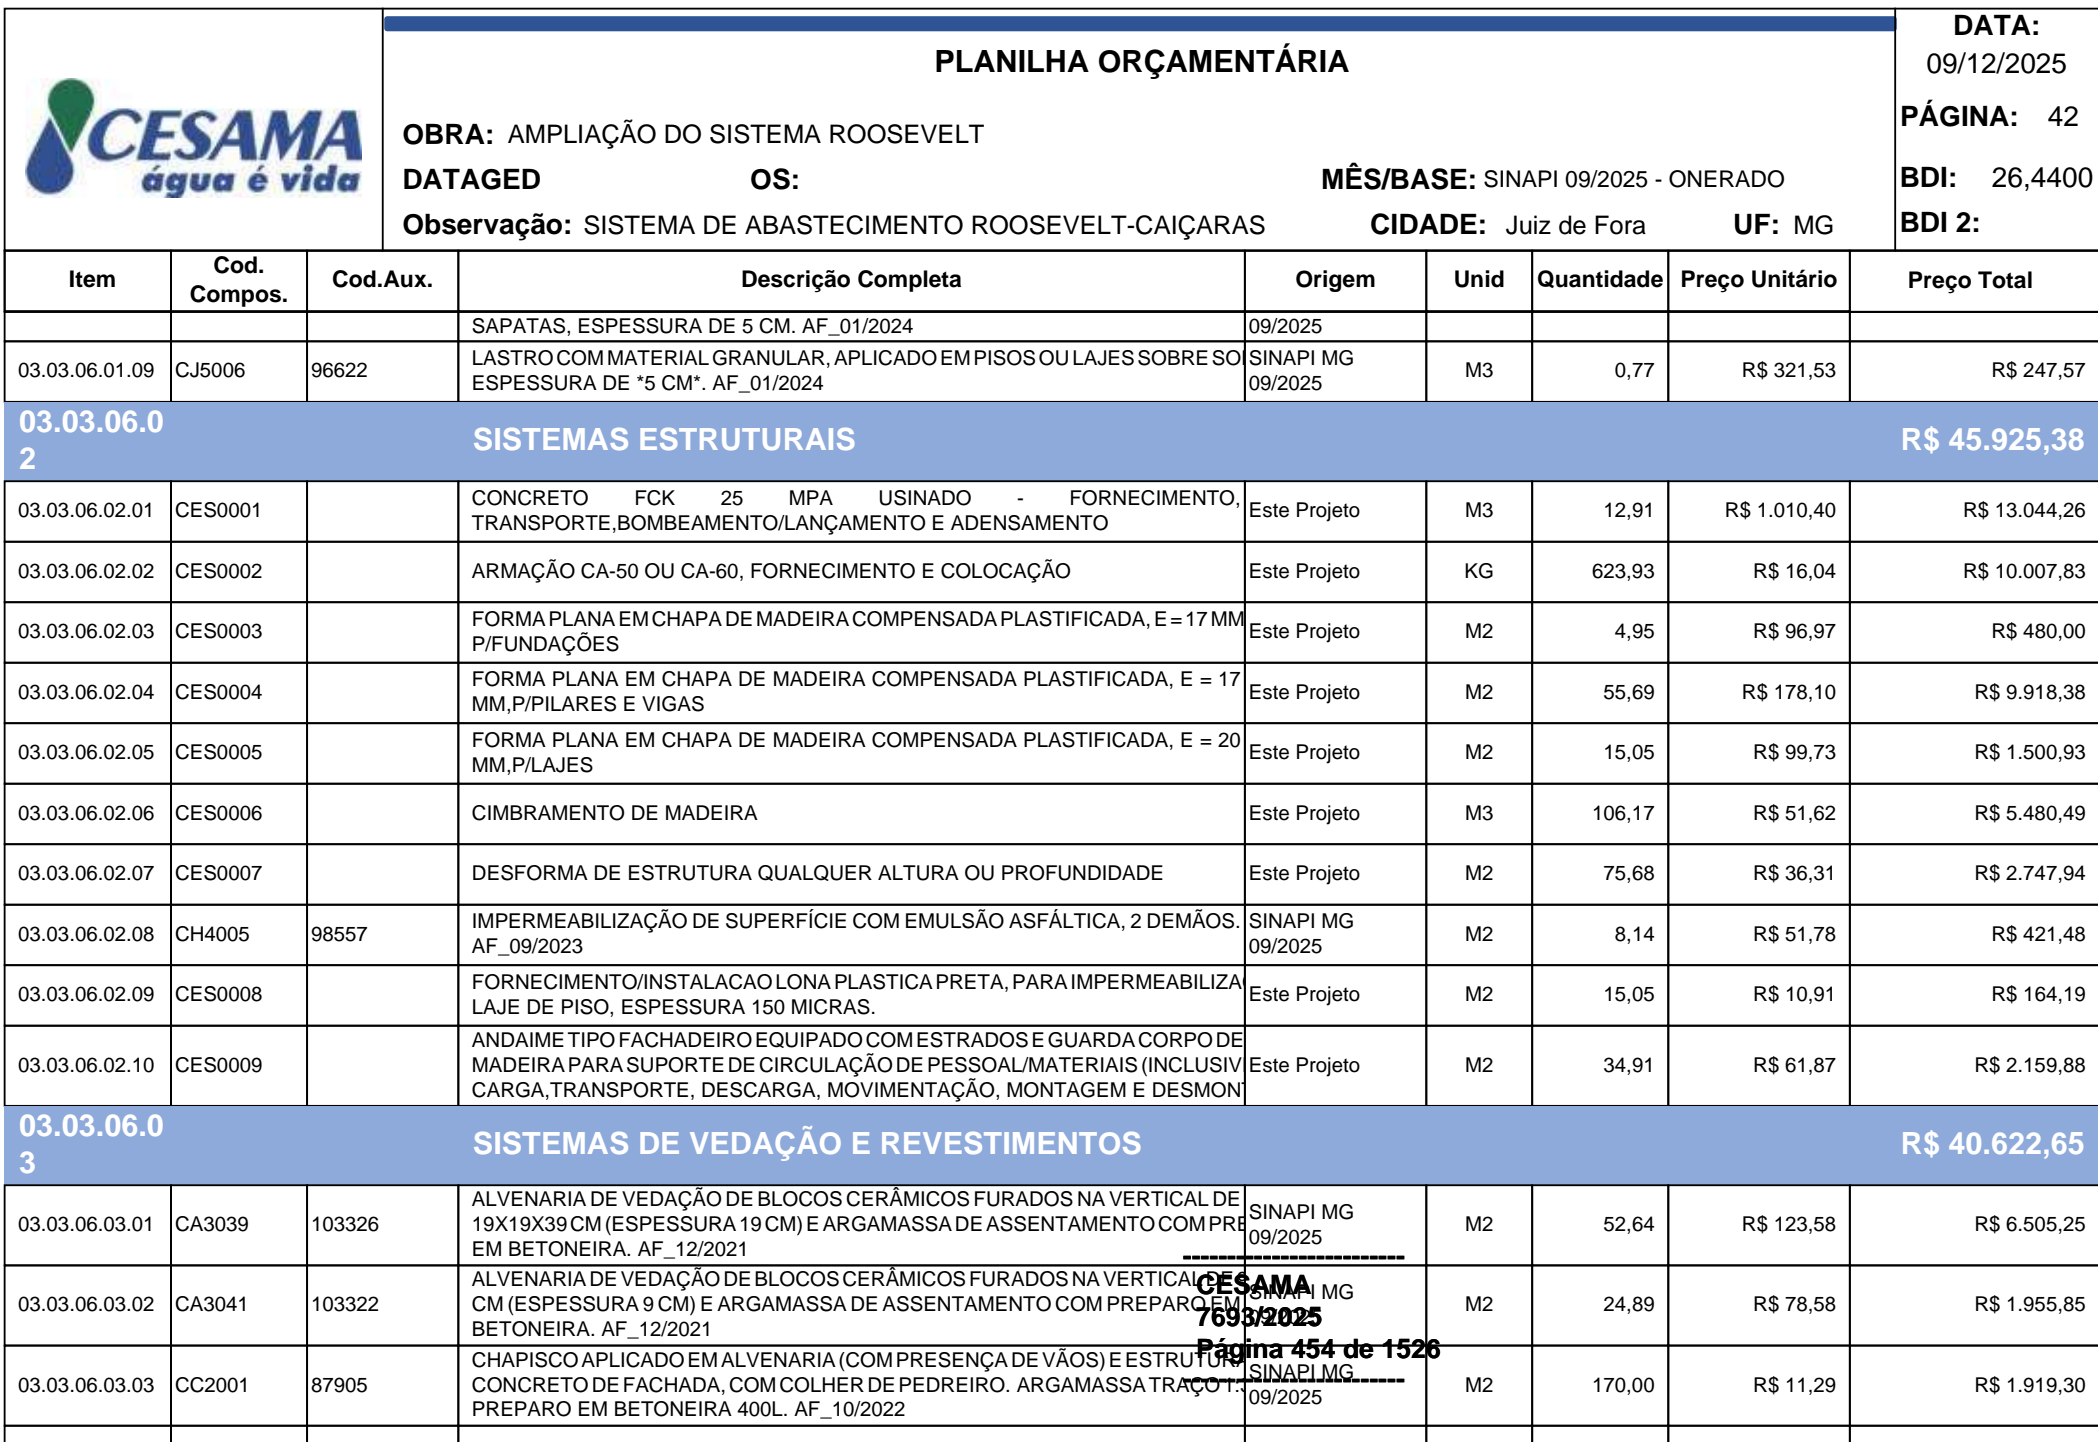 CESAMA
água é vida
PLANILHA ORÇAMENTÁRIA
OBRA: AMPLIAÇÃO DO SISTEMA ROOSEVELT
DATAGED OS: MÊS/BASE: SINAPI 09/2025 - ONERADO
Observação: SISTEMA DE ABASTECIMENTO ROOSEVELT-CAIÇARAS CIDADE: Juiz de Fora UF: MG
DATA:
09/12/2025
PÁGINA: 42
BDI: 26,4400
BDI 2:
Item Cod. Compos. Cod.Aux. Descrição Completa Origem Unid Quantidade Preço Unitário Preço Total
SAPATAS, ESPESSURA DE 5 CM. AF_01/2024 09/2025
03.03.06.01.09 CJ5006 96622 LASTRO COM MATERIAL GRANULAR, APLICADO EM PISOS OU LAJES SOBRE SO SINAPI MG M3 0,77 R$ 321,53 R$ 247,57
ESPESSURA DE *5 CM*. AF_01/2024 09/2025
03.03.06.0
2 SISTEMAS ESTRUTURAIS R$ 45.925,38
03.03.06.02.01 CES0001 CONCRETO FCK 25 MPA USINADO - FORNECIMENTO, Este Projeto M3 12,91 R$ 1.010,40 R$ 13.044,26
TRANSPORTE,BOMBEAMENTO/LANÇAMENTO E ADENSAMENTO
03.03.06.02.02 CES0002 ARMAÇÃO CA-50 OU CA-60, FORNECIMENTO E COLOCAÇÃO Este Projeto KG 623,93 R$ 16,04 R$ 10.007,83
03.03.06.02.03 CES0003 FORMA PLANA EM CHAPA DE MADEIRA COMPENSADA PLASTIFICADA, E = 17 MM Este Projeto M2 4,95 R$ 96,97 R$ 480,00
P/FUNDAÇÕES
03.03.06.02.04 CES0004 FORMA PLANA EM CHAPA DE MADEIRA COMPENSADA PLASTIFICADA, E = 17 Este Projeto M2 55,69 R$ 178,10 R$ 9.918,38
MM,P/PILARES E VIGAS
03.03.06.02.05 CES0005 FORMA PLANA EM CHAPA DE MADEIRA COMPENSADA PLASTIFICADA, E = 20 Este Projeto M2 15,05 R$ 99,73 R$ 1.500,93
MM,P/LAJES
03.03.06.02.06 CES0006 CIMBRAMENTO DE MADEIRA Este Projeto M3 106,17 R$ 51,62 R$ 5.480,49
03.03.06.02.07 CES0007 DESFORMA DE ESTRUTURA QUALQUER ALTURA OU PROFUNDIDADE Este Projeto M2 75,68 R$ 36,31 R$ 2.747,94
03.03.06.02.08 CH4005 98557 IMPERMEABILIZAÇÃO DE SUPERFÍCIE COM EMULSÃO ASFÁLTICA, 2 DEMÃOS. SINAPI MG M2 8,14 R$ 51,78 R$ 421,48
AF_09/2023 09/2025
03.03.06.02.09 CES0008 FORNECIMENTO/INSTALACAO LONA PLASTICA PRETA, PARA IMPERMEABILIZA Este Projeto M2 15,05 R$ 10,91 R$ 164,19
LAJE DE PISO, ESPESSURA 150 MICRAS.
03.03.06.02.10 CES0009 ANDAIME TIPO FACHADEIRO EQUIPADO COM ESTRADOS E GUARDA CORPO DE Este Projeto M2 34,91 R$ 61,87 R$ 2.159,88
MADEIRA PARA SUPORTE DE CIRCULAÇÃO DE PESSOAL/MATERIAIS (INCLUSIV
CARGA,TRANSPORTE, DESCARGA, MOVIMENTAÇÃO, MONTAGEM E DESMON
03.03.06.0
3 SISTEMAS DE VEDAÇÃO E REVESTIMENTOS R$ 40.622,65
03.03.06.03.01 CA3039 103326 ALVENARIA DE VEDAÇÃO DE BLOCOS CERÂMICOS FURADOS NA VERTICAL DE SINAPI MG M2 52,64 R$ 123,58 R$ 6.505,25
19X19X39 CM (ESPESSURA 19 CM) E ARGAMASSA DE ASSENTAMENTO COM PRE 09/2025
EM BETONEIRA. AF_12/2021
03.03.06.03.02 CA3041 103322 ALVENARIA DE VEDAÇÃO DE BLOCOS CERÂMICOS FURADOS NA VERTICAL DE SINAPI MG M2 24,89 R$ 78,58 R$ 1.955,85
CM (ESPESSURA 9 CM) E ARGAMASSA DE ASSENTAMENTO COM PREPARO EM 09/2025
BETONEIRA. AF_12/2021
03.03.06.03.03 CC2001 87905 CHAPISCO APLICADO EM ALVENARIA (COM PRESENÇA DE VÃOS) E ESTRUTURA SINAPI MG M2 170,00 R$ 11,29 R$ 1.919,30
CONCRETO DE FACHADA, COM COLHER DE PEDREIRO. ARGAMASSA TRAÇO 1:3 09/2025
PREPARO EM BETONEIRA 400L. AF_10/2022
-------------------------
CESAMA
7693/2025
Página 454 de 1526
-------------------------